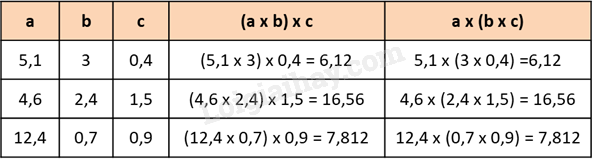 a b c (a x b) x c a x (b x c)
5,1 3 0,4 (5,1 x 3) x 0,4 = 6,12 5,1 x (3 x 0,4) =6,12
4,6 2,4 1,5 (4,6 x 2,4) x 1,5 = 16,56 4,6 x (2,4 x 1,5) = 16,56
12,4 0,7 0,9 (12,4 x 0,7) x 0,9 = 7,812 12,4 x (0,7 x 0,9) = 7,812
Loigiaihay.com